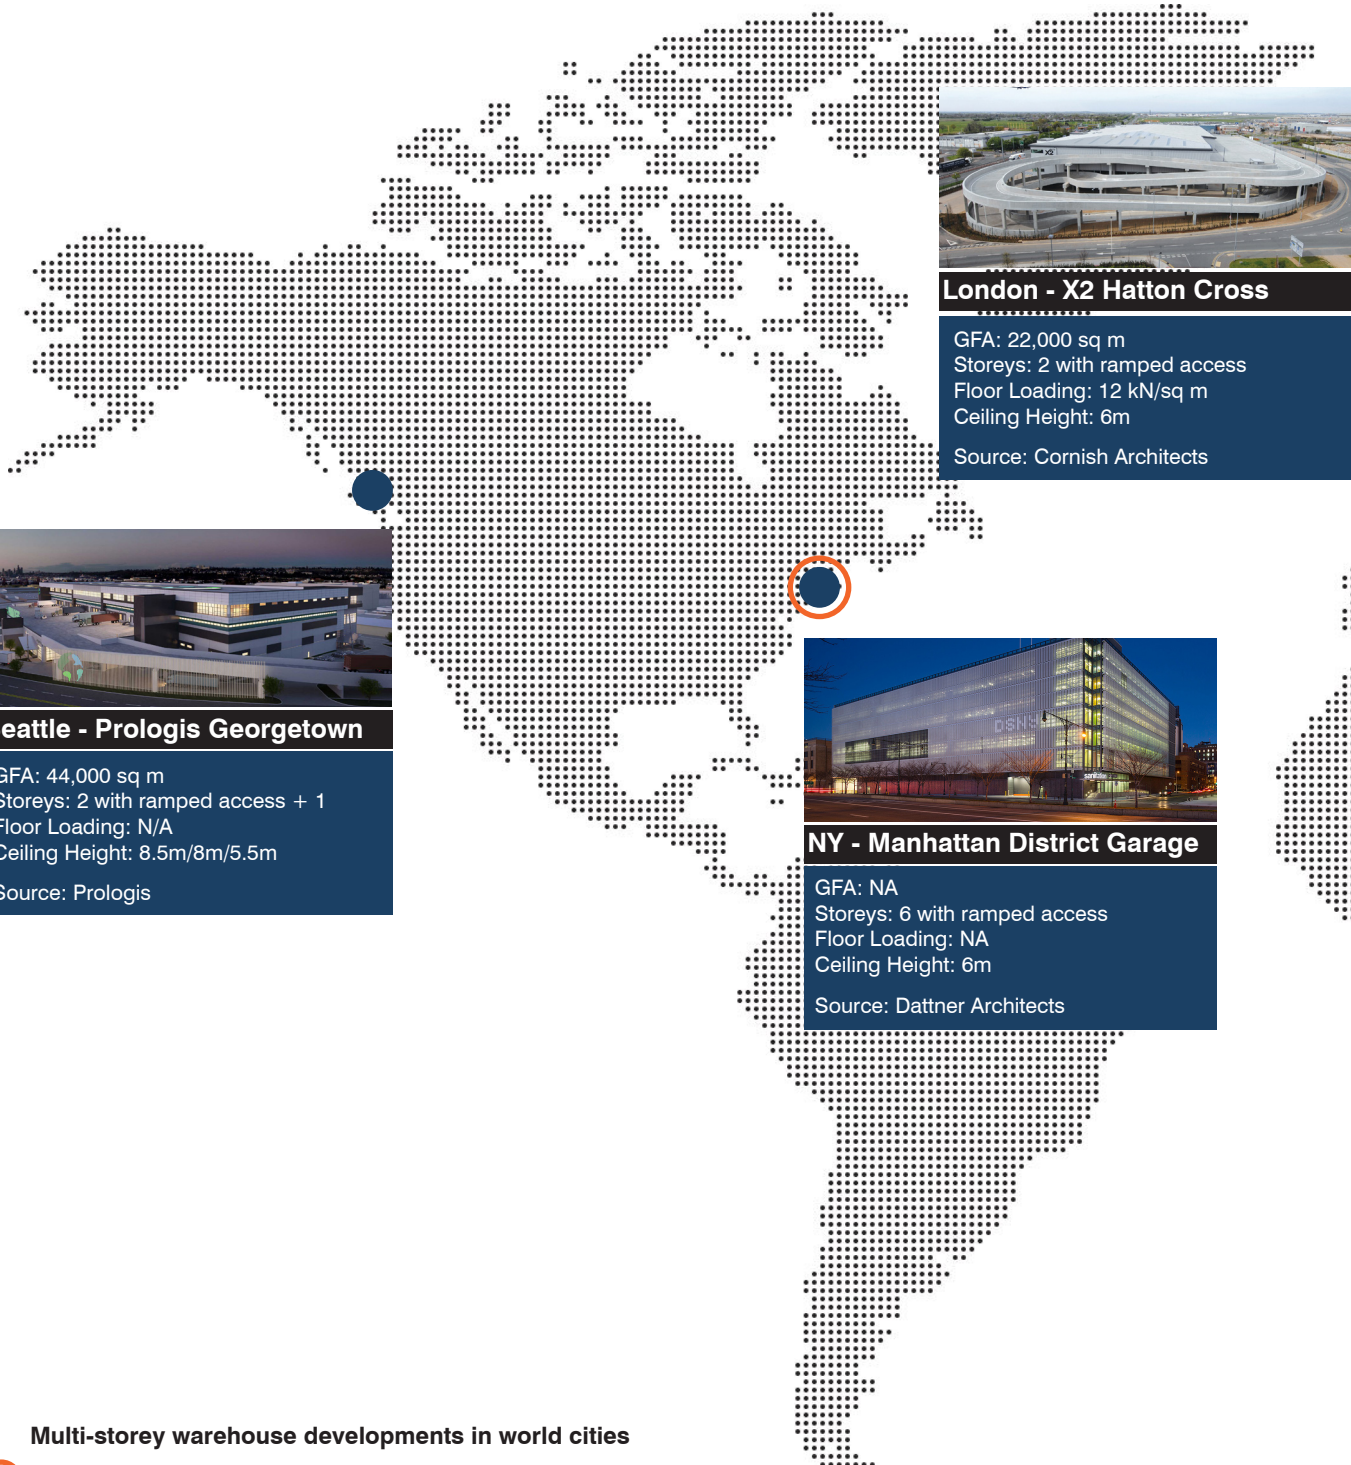 X2
London - X2 Hatton Cross
GFA: 22,000 sq m
Storeys: 2 with ramped access
Floor Loading: 12 kN/sq m
Ceiling Height: 6m
Source: Cornish Architects
eattle - Prologis Georgetown
GFA: 44,000 sq m
Storeys: 2 with ramped access + 1
Floor Loading: N/A
Ceiling Height: 8.5m/8m/5.5m
Source: Prologis
DSNY
sanitation
NY - Manhattan District Garage
GFA: NA
Storeys: 6 with ramped access
Floor Loading: NA
Ceiling Height: 6m
Source: Dattner Architects
Multi-storey warehouse developments in world cities